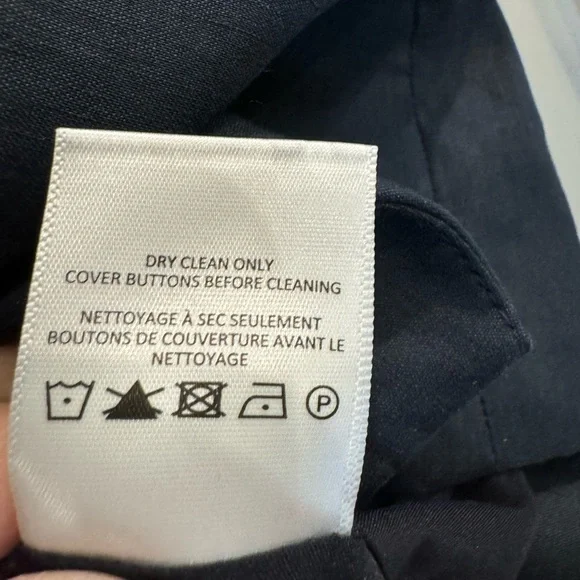 DRY CLEAN ONLY
COVER BUTTONS BEFORE CLEANING
NETTOYAGE À SEC SEULEMENT
BOUTONS DE COUVERTURE AVANT LE
NETTOYAGE
P